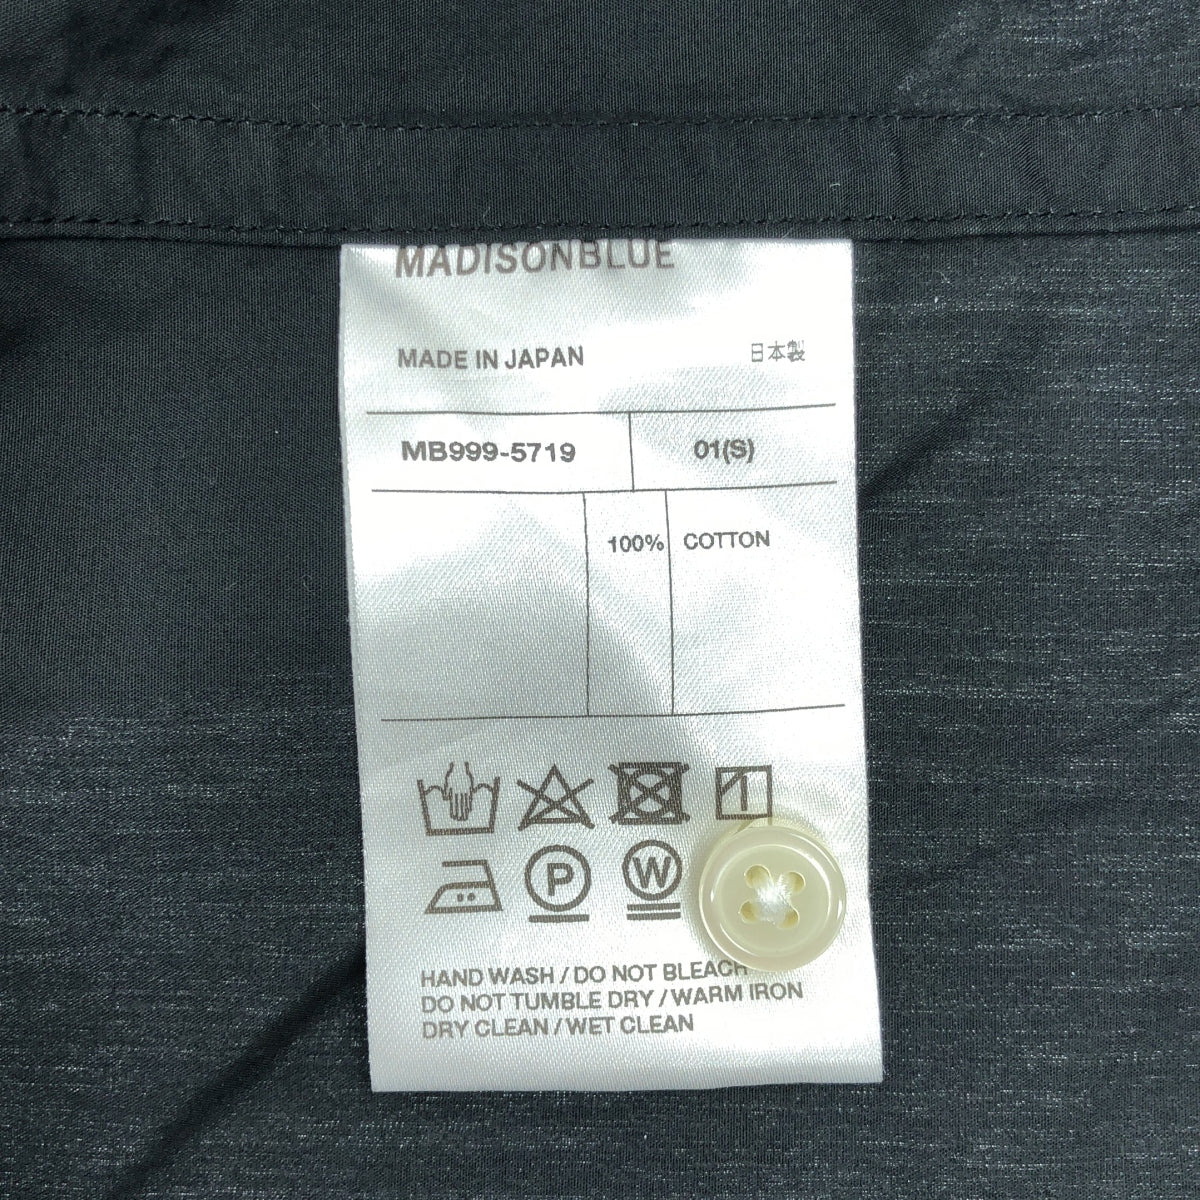 MADISONBLUE
MADE IN JAPAN 日本製
MB999-5719 01(S)
100% COTTON
P W
HAND WASH / DO NOT BLEACH
DO NOT TUMBLE DRY / WARM IRON
DRY CLEAN / WET CLEAN